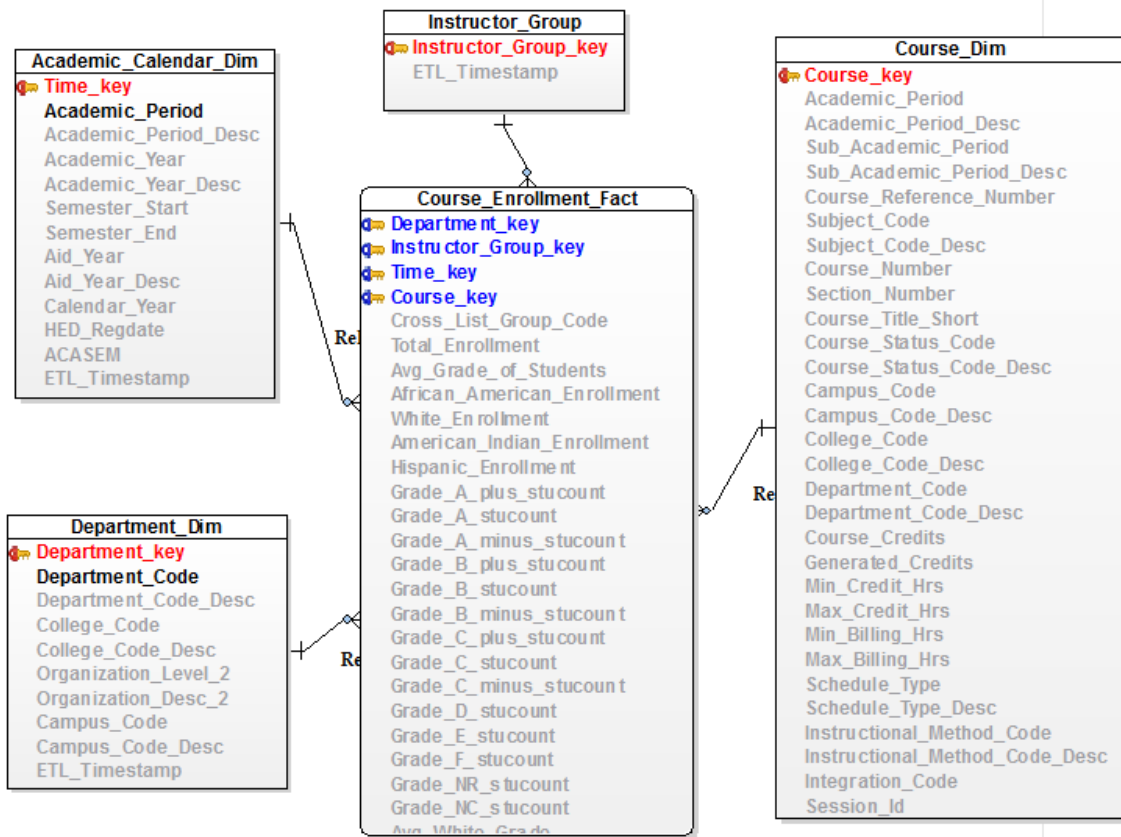 Instructor_Group
Instructor_Group_key
ETL_Timestamp
Academic_Calendar_Dim
Time_key
Academic_Period
Academic_Period_Desc
Academic_Year
Academic_Year_Desc
Semester_Start
Semester_End
Aid_Year
Aid_Year_Desc
Calendar_Year
HED_Regdate
ACASEM
ETL_Timestamp
Course_Enrollment_Fact
Department_key
Instructor_Group_key
Time_key
Course_key
Cross_List_Group_Code
Total_Enrollment
Avg_Grade_of_Students
African_American_Enrollment
White_Enrollment
American_Indian_Enrollment
Hispanic_Enrollment
Grade_A_plus_stucount
Grade_A_stucount
Grade_A_minus_stucount
Grade_B_plus_stucount
Grade_B_stucount
Grade_B_minus_stucount
Grade_C_plus_stucount
Grade_C_stucount
Grade_C_minus_stucount
Grade_D_stucount
Grade_E_stucount
Grade_F_stucount
Grade_NR_stucount
Grade_NC_stucount
Avg_White_Grade
Course_Dim
Course_key
Academic_Period
Academic_Period_Desc
Sub_Academic_Period
Sub_Academic_Period_Desc
Course_Reference_Number
Subject_Code
Subject_Code_Desc
Course_Number
Section_Number
Course_Title_Short
Course_Status_Code
Course_Status_Code_Desc
Campus_Code
Campus_Code_Desc
College_Code
College_Code_Desc
Department_Code
Department_Code_Desc
Course_Credits
Generated_Credits
Min_Credit_Hrs
Max_Credit_Hrs
Min_Billing_Hrs
Max_Billing_Hrs
Schedule_Type
Schedule_Type_Desc
Instructional_Method_Code
Instructional_Method_Code_Desc
Integration_Code
Session_Id
Department_Dim
Department_key
Department_Code
Department_Code_Desc
College_Code
College_Code_Desc
Organization_Level_2
Organization_Desc_2
Campus_Code
Campus_Code_Desc
ETL_Timestamp
Re
Re